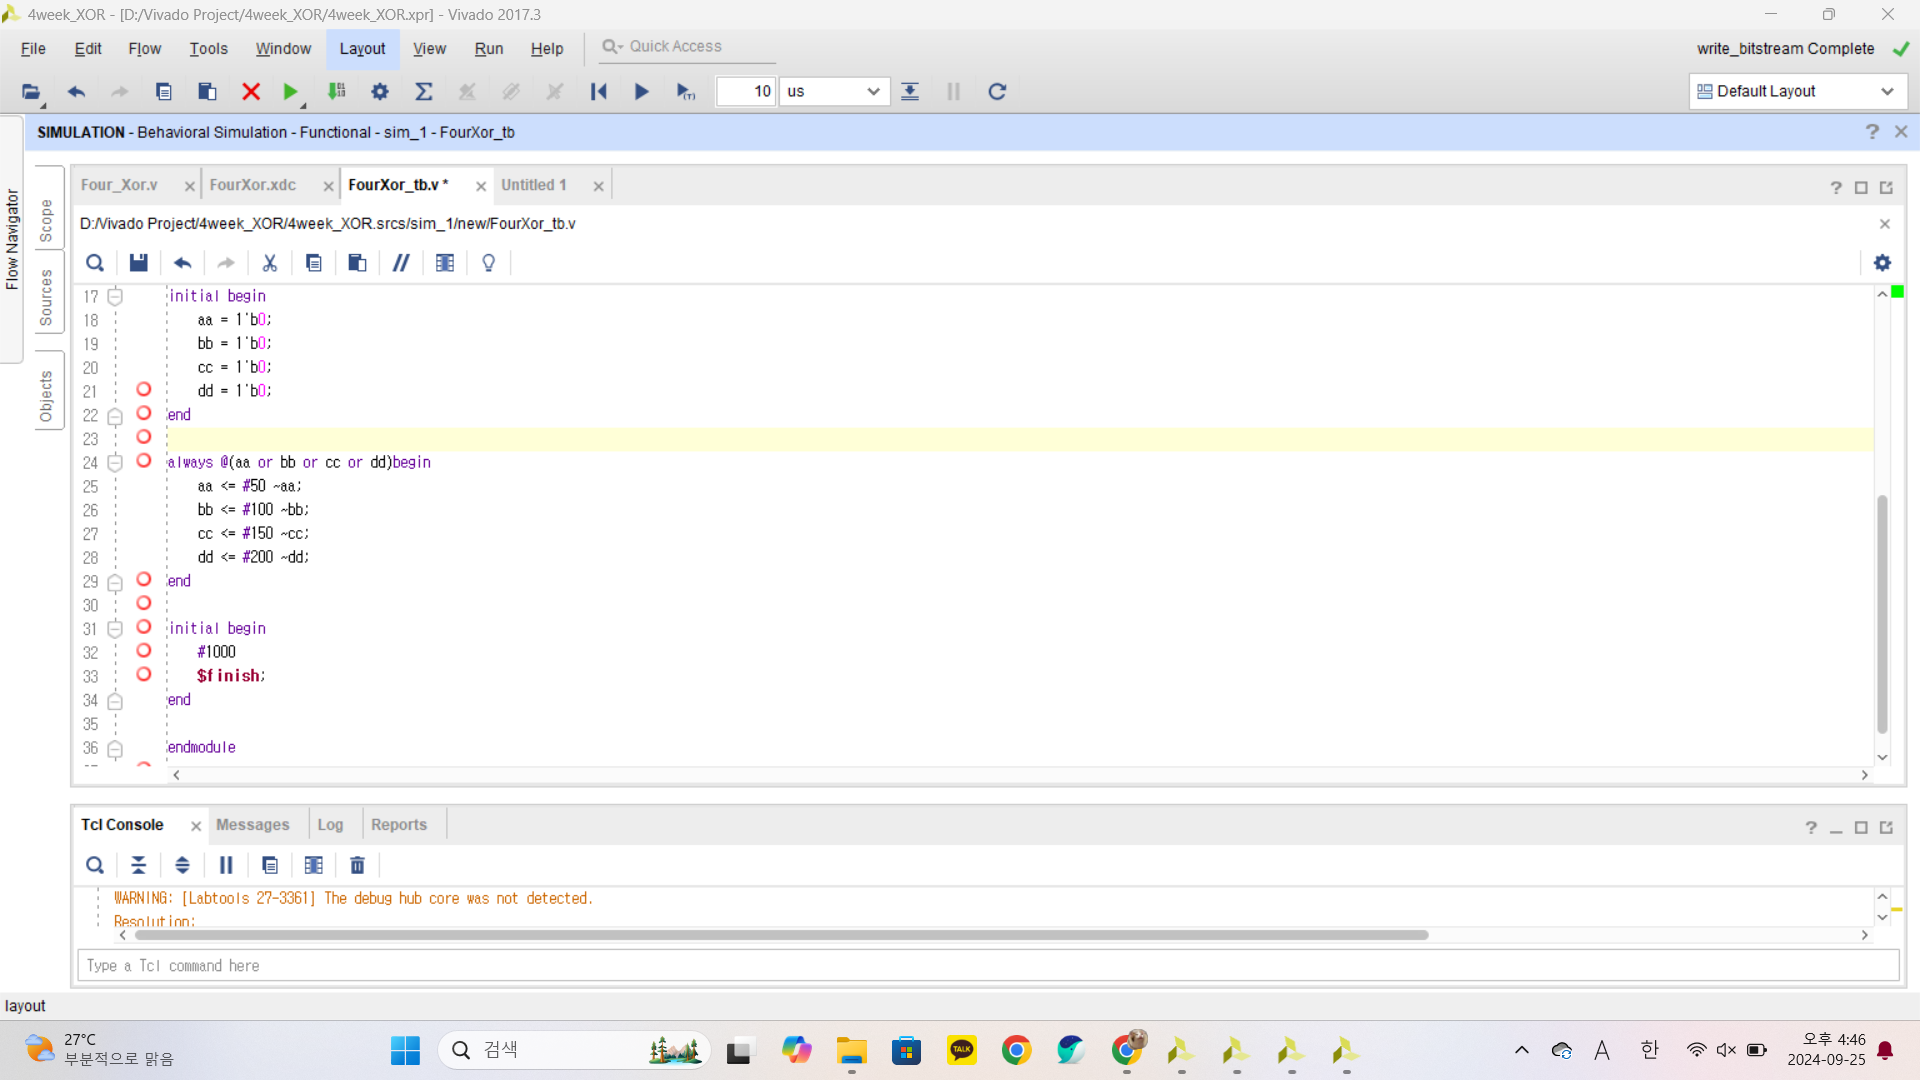 4week_XOR - [D:/Vivado Project/4week_XOR/4week_XOR.xpr] - Vivado 2017.3
File Edit Flow Tools Window Layout View Run Help Quick Access write_bitstream Complete
10 us Default Layout
SIMULATION - Behavioral Simulation - Functional - sim_1 - FourXor_tb
Flow Navigator
Scope
Sources
Objects
Four_Xor.v FourXor.xdc FourXor_tb.v * Untitled 1
D:/Vivado Project/4week_XOR/4week_XOR.srcs/sim_1/new/FourXor_tb.v
17 initial begin
18 aa = 1'b0;
19 bb = 1'b0;
20 cc = 1'b0;
21 dd = 1'b0;
22 end
23
24 always @(aa or bb or cc or dd)begin
25 aa <= #50 ~aa;
26 bb <= #100 ~bb;
27 cc <= #150 ~cc;
28 dd <= #200 ~dd;
29 end
30
31 initial begin
32 #1000
33 $finish;
34 end
35
36 endmodule
Tcl Console Messages Log Reports
WARNING: [Labtools 27-3361] The debug hub core was not detected.
Resolution:
Type a Tcl command here
layout
27°C
부분적으로 맑음
검색
TALK
A 한
오후 4:46
2024-09-25